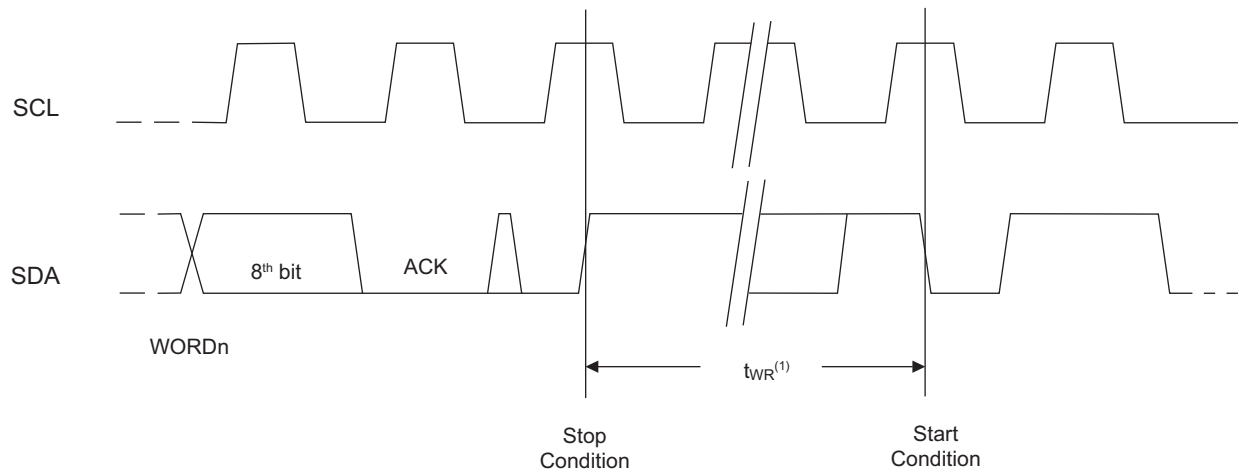 SCL
SDA
8th bit
ACK
WORDn
tWR(1)
Stop
Condition
Start
Condition